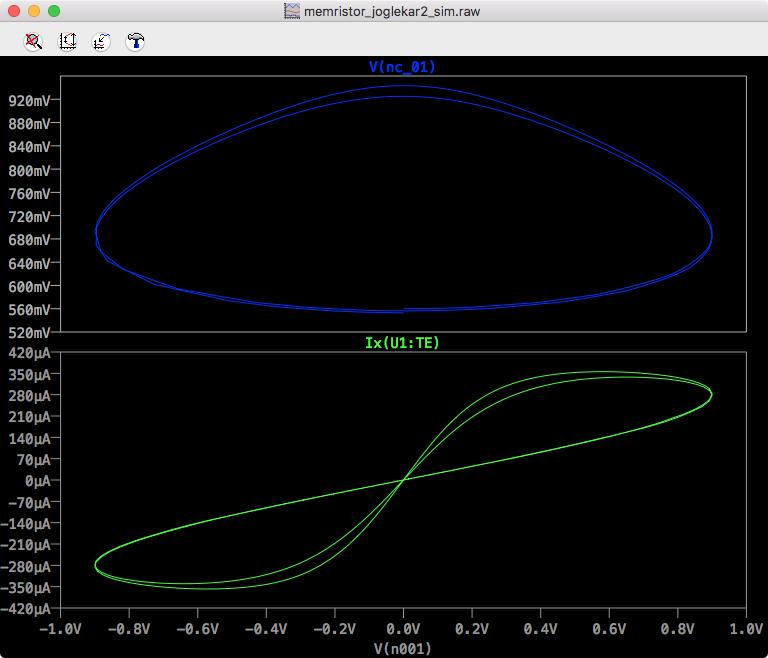 memristor_joglekar2_sim.raw
V(nc_01)
920mV
880mV
840mV
800mV
760mV
720mV
680mV
640mV
600mV
560mV
520mV
Ix(U1:TE)
420µA
350µA
280µA
210µA
140µA
70µA
0µA
-70µA
-140µA
-210µA
-280µA
-350µA
-420µA
-1.0V -0.8V -0.6V -0.4V -0.2V 0.0V 0.2V 0.4V 0.6V 0.8V 1.0V
V(n001)